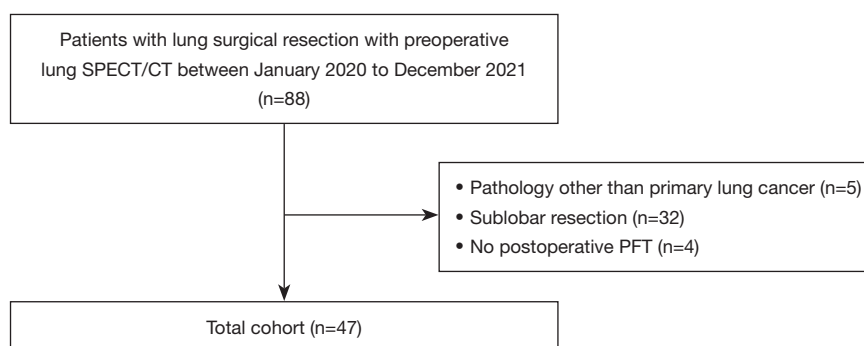 Patients with lung surgical resection with preoperative
lung SPECT/CT between January 2020 to December 2021
(n=88)
• Pathology other than primary lung cancer (n=5)
• Sublobar resection (n=32)
• No postoperative PFT (n=4)
Total cohort (n=47)